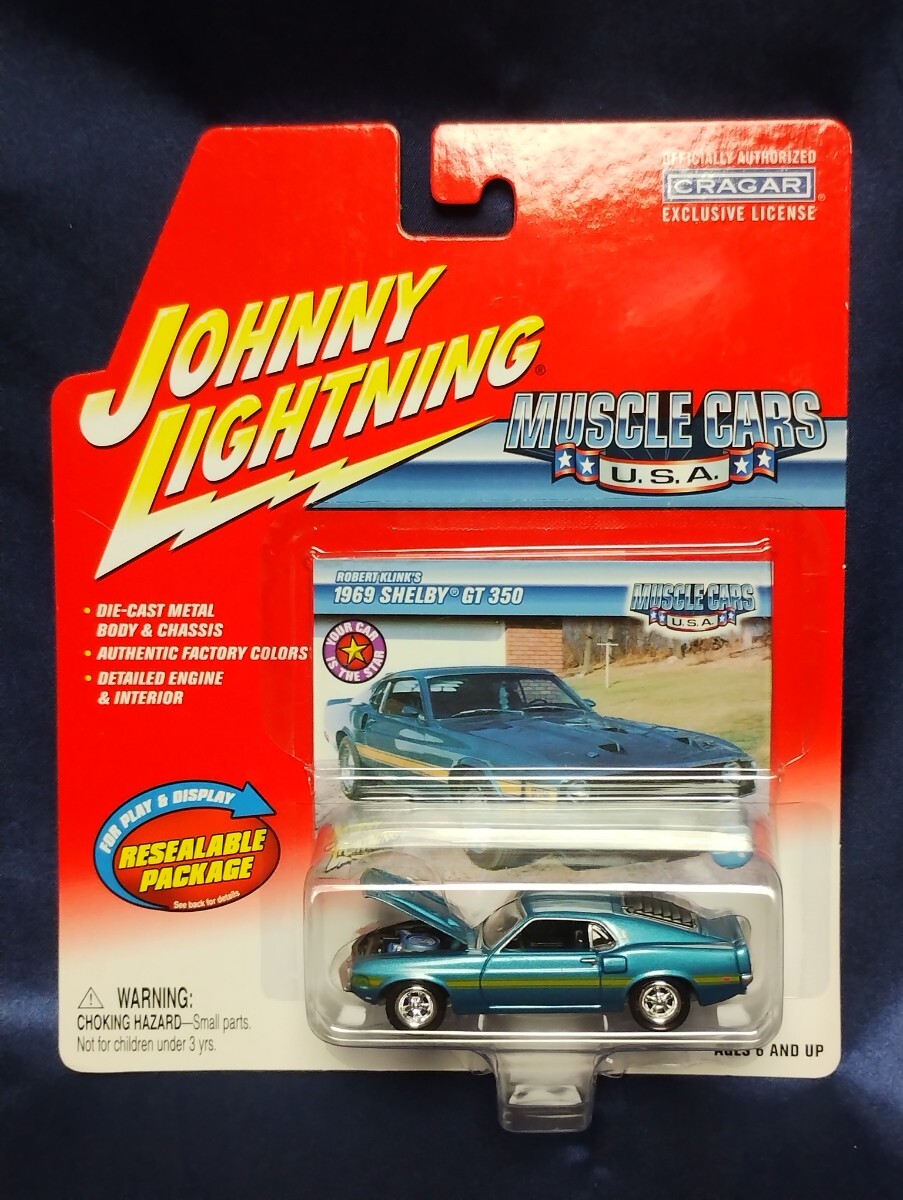 OFFICIALLY AUTHORIZED
CRAGAR®
EXCLUSIVE LICENSE
JOHNNY
LIGHTNING®
MUSCLE CARS
U.S.A.
ROBERT KLINK'S
1969 SHELBY® GT 350
MUSCLE CARS
U.S.A.
YOUR CAR
IS THE STAR
• DIE-CAST METAL
BODY & CHASSIS
• AUTHENTIC FACTORY COLORS
• DETAILED ENGINE
& INTERIOR
FOR PLAY & DISPLAY
RESEALABLE
PACKAGE
See back for details.
⚠ WARNING:
CHOKING HAZARD—Small parts.
Not for children under 3 yrs.
AGES 6 AND UP